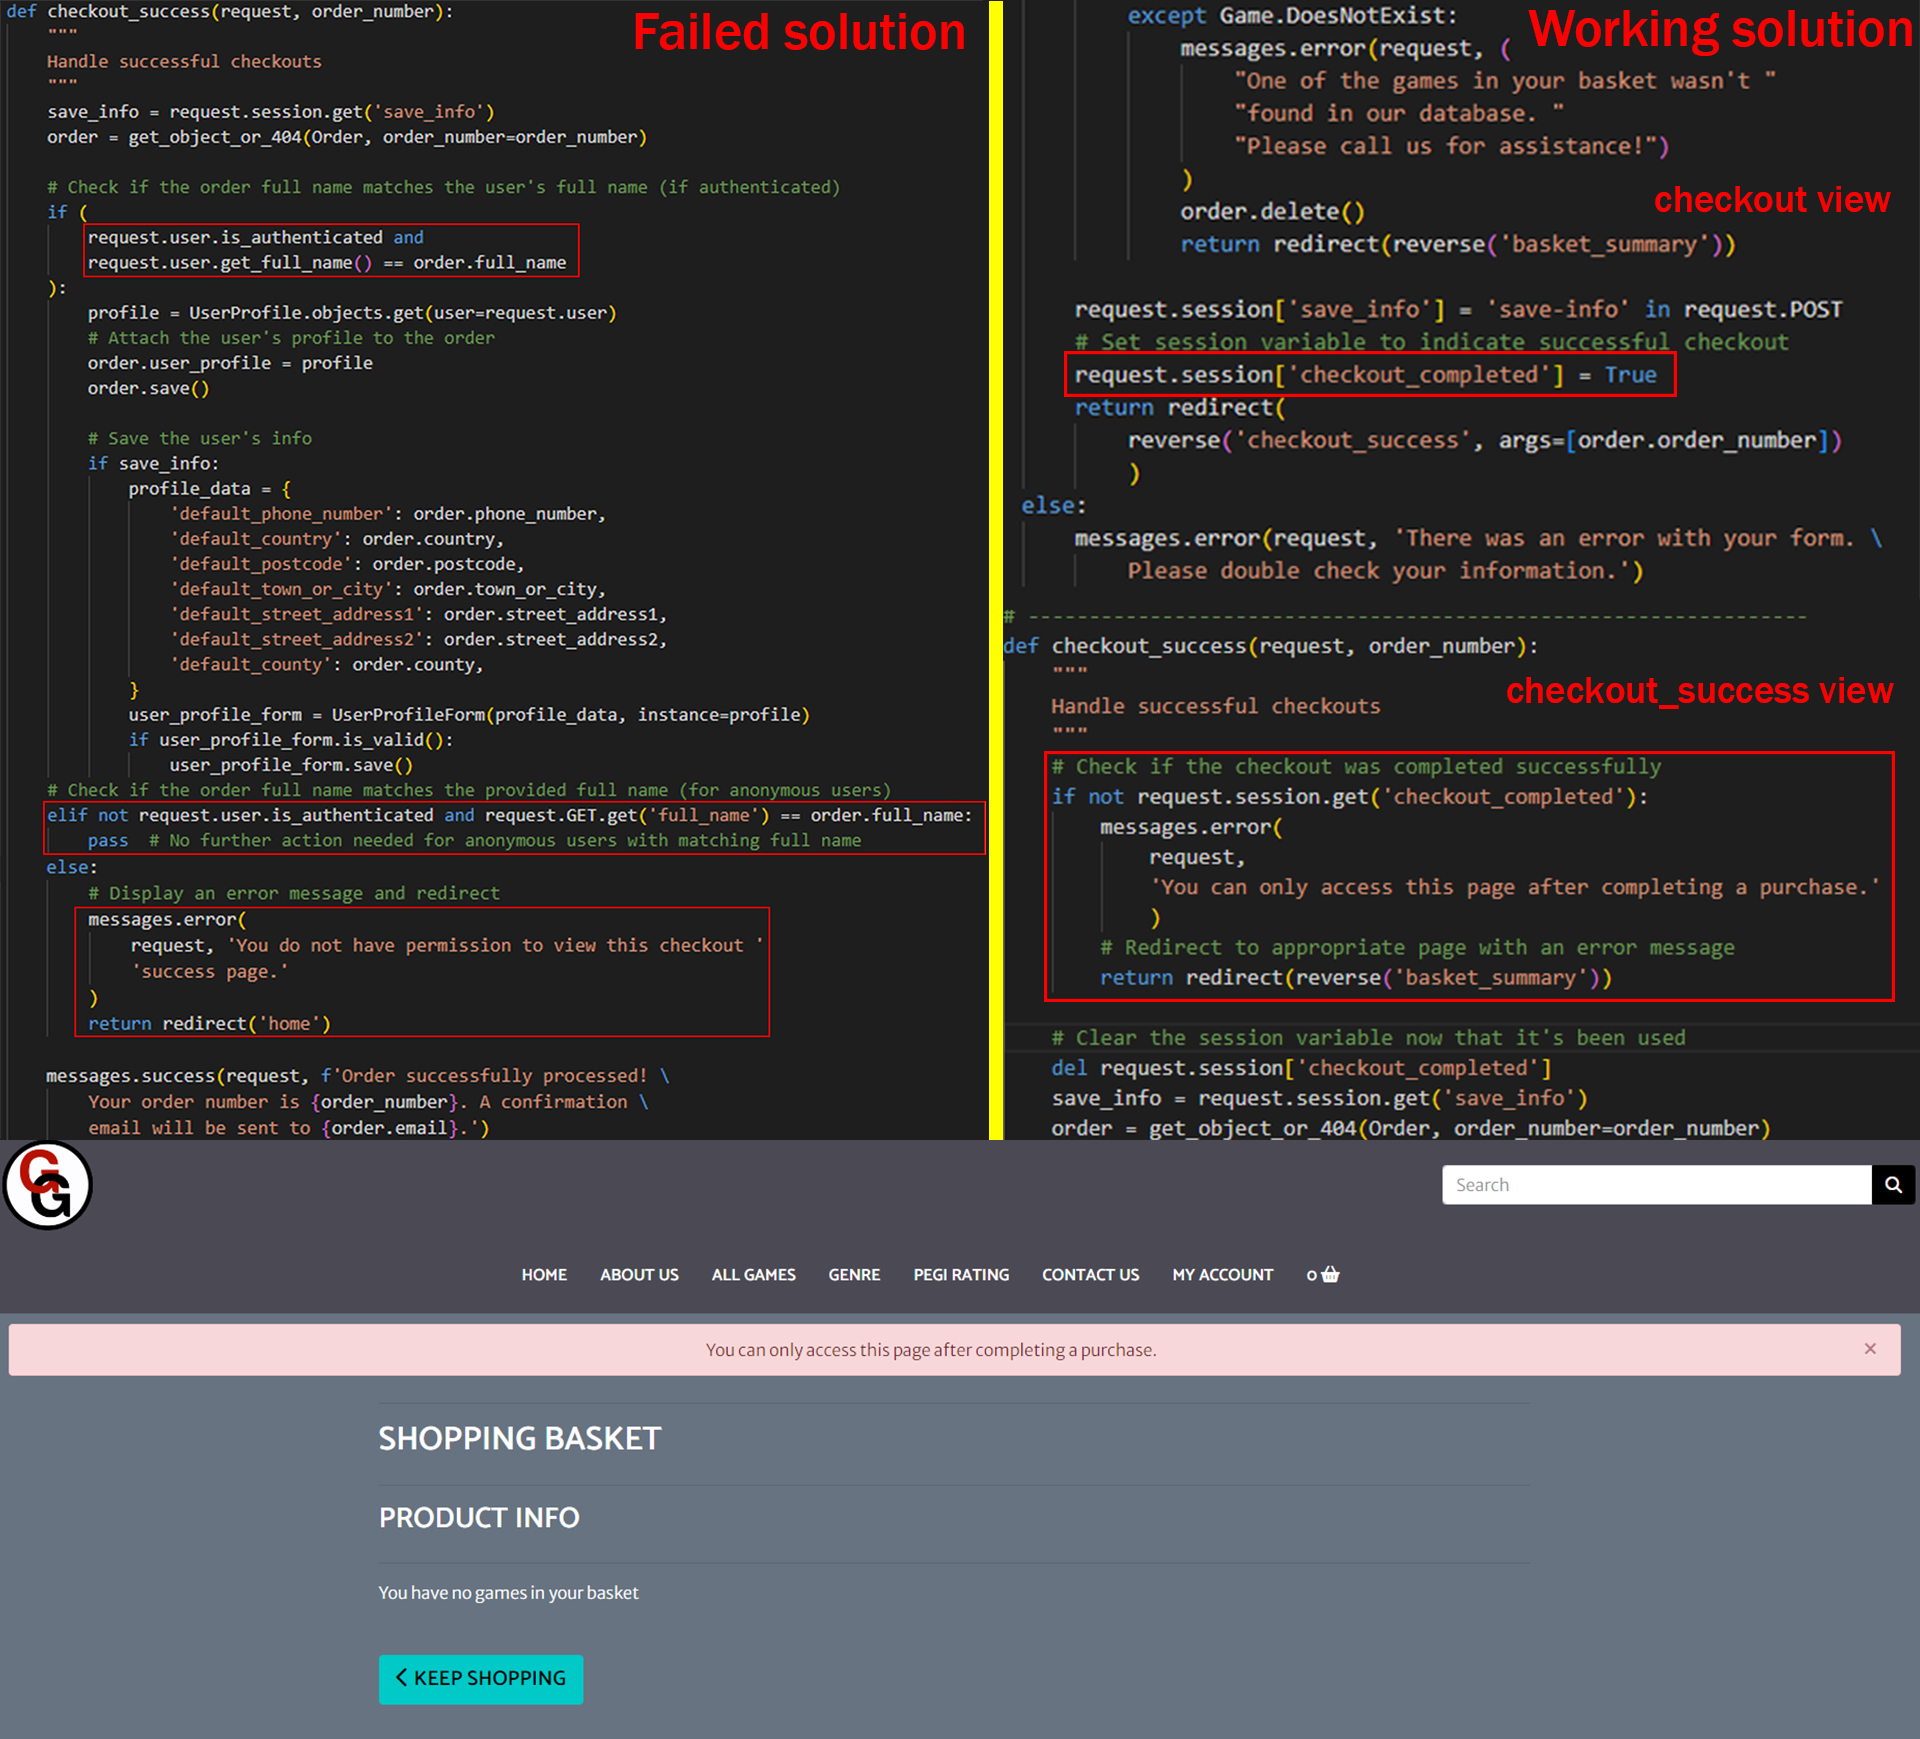 Failed solution
def checkout_success(request, order_number):
"""
Handle successful checkouts
"""
save_info = request.session.get('save_info')
order = get_object_or_404(Order, order_number=order_number)
# Check if the order full name matches the user's full name (if authenticated)
if (
request.user.is_authenticated and
request.user.get_full_name() == order.full_name
):
profile = UserProfile.objects.get(user=request.user)
# Attach the user's profile to the order
order.user_profile = profile
order.save()
# Save the user's info
if save_info:
profile_data = {
'default_phone_number': order.phone_number,
'default_country': order.country,
'default_postcode': order.postcode,
'default_town_or_city': order.town_or_city,
'default_street_address1': order.street_address1,
'default_street_address2': order.street_address2,
'default_county': order.county,
}
user_profile_form = UserProfileForm(profile_data, instance=profile)
if user_profile_form.is_valid():
user_profile_form.save()
# Check if the order full name matches the provided full name (for anonymous users)
elif not request.user.is_authenticated and request.GET.get('full_name') == order.full_name:
pass # No further action needed for anonymous users with matching full name
else:
# Display an error message and redirect
messages.error(
request, 'You do not have permission to view this checkout '
'success page.'
)
return redirect('home')
messages.success(request, f'Order successfully processed! \
Your order number is {order_number}. A confirmation \
email will be sent to {order.email}.')
Working solution
except Game.DoesNotExist:
messages.error(request, (
"One of the games in your basket wasn't "
"found in our database. "
"Please call us for assistance!")
)
checkout view
order.delete()
return redirect(reverse('basket_summary'))
request.session['save_info'] = 'save-info' in request.POST
# Set session variable to indicate successful checkout
request.session['checkout_completed'] = True
return redirect(
reverse('checkout_success', args=[order.order_number])
)
else:
messages.error(request, 'There was an error with your form. \
Please double check your information.')
# -----------------------------------------------------------------
def checkout_success(request, order_number):
"""
checkout_success view
Handle successful checkouts
"""
# Check if the checkout was completed successfully
if not request.session.get('checkout_completed'):
messages.error(
request,
'You can only access this page after completing a purchase.'
)
# Redirect to appropriate page with an error message
return redirect(reverse('basket_summary'))
# Clear the session variable now that it's been used
del request.session['checkout_completed']
save_info = request.session.get('save_info')
order = get_object_or_404(Order, order_number=order_number)
GG
Search
HOME ABOUT US ALL GAMES GENRE PEGI RATING CONTACT US MY ACCOUNT 0
You can only access this page after completing a purchase. ×
SHOPPING BASKET
PRODUCT INFO
You have no games in your basket
KEEP SHOPPING